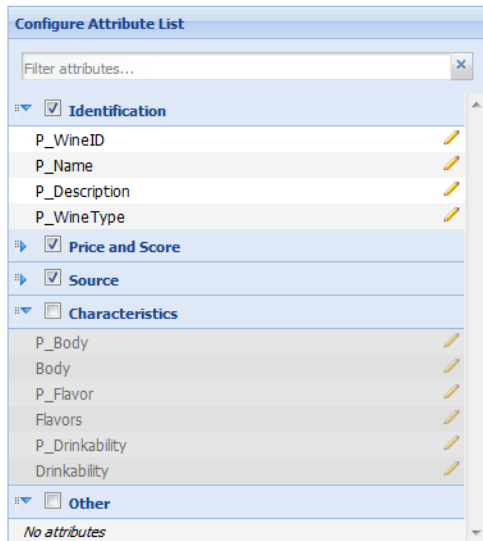 Configure Attribute List
Filter attributes...
Identification
P_WineID
P_Name
P_Description
P_WineType
Price and Score
Source
Characteristics
P_Body
Body
P_Flavor
Flavors
P_Drinkability
Drinkability
Other
No attributes